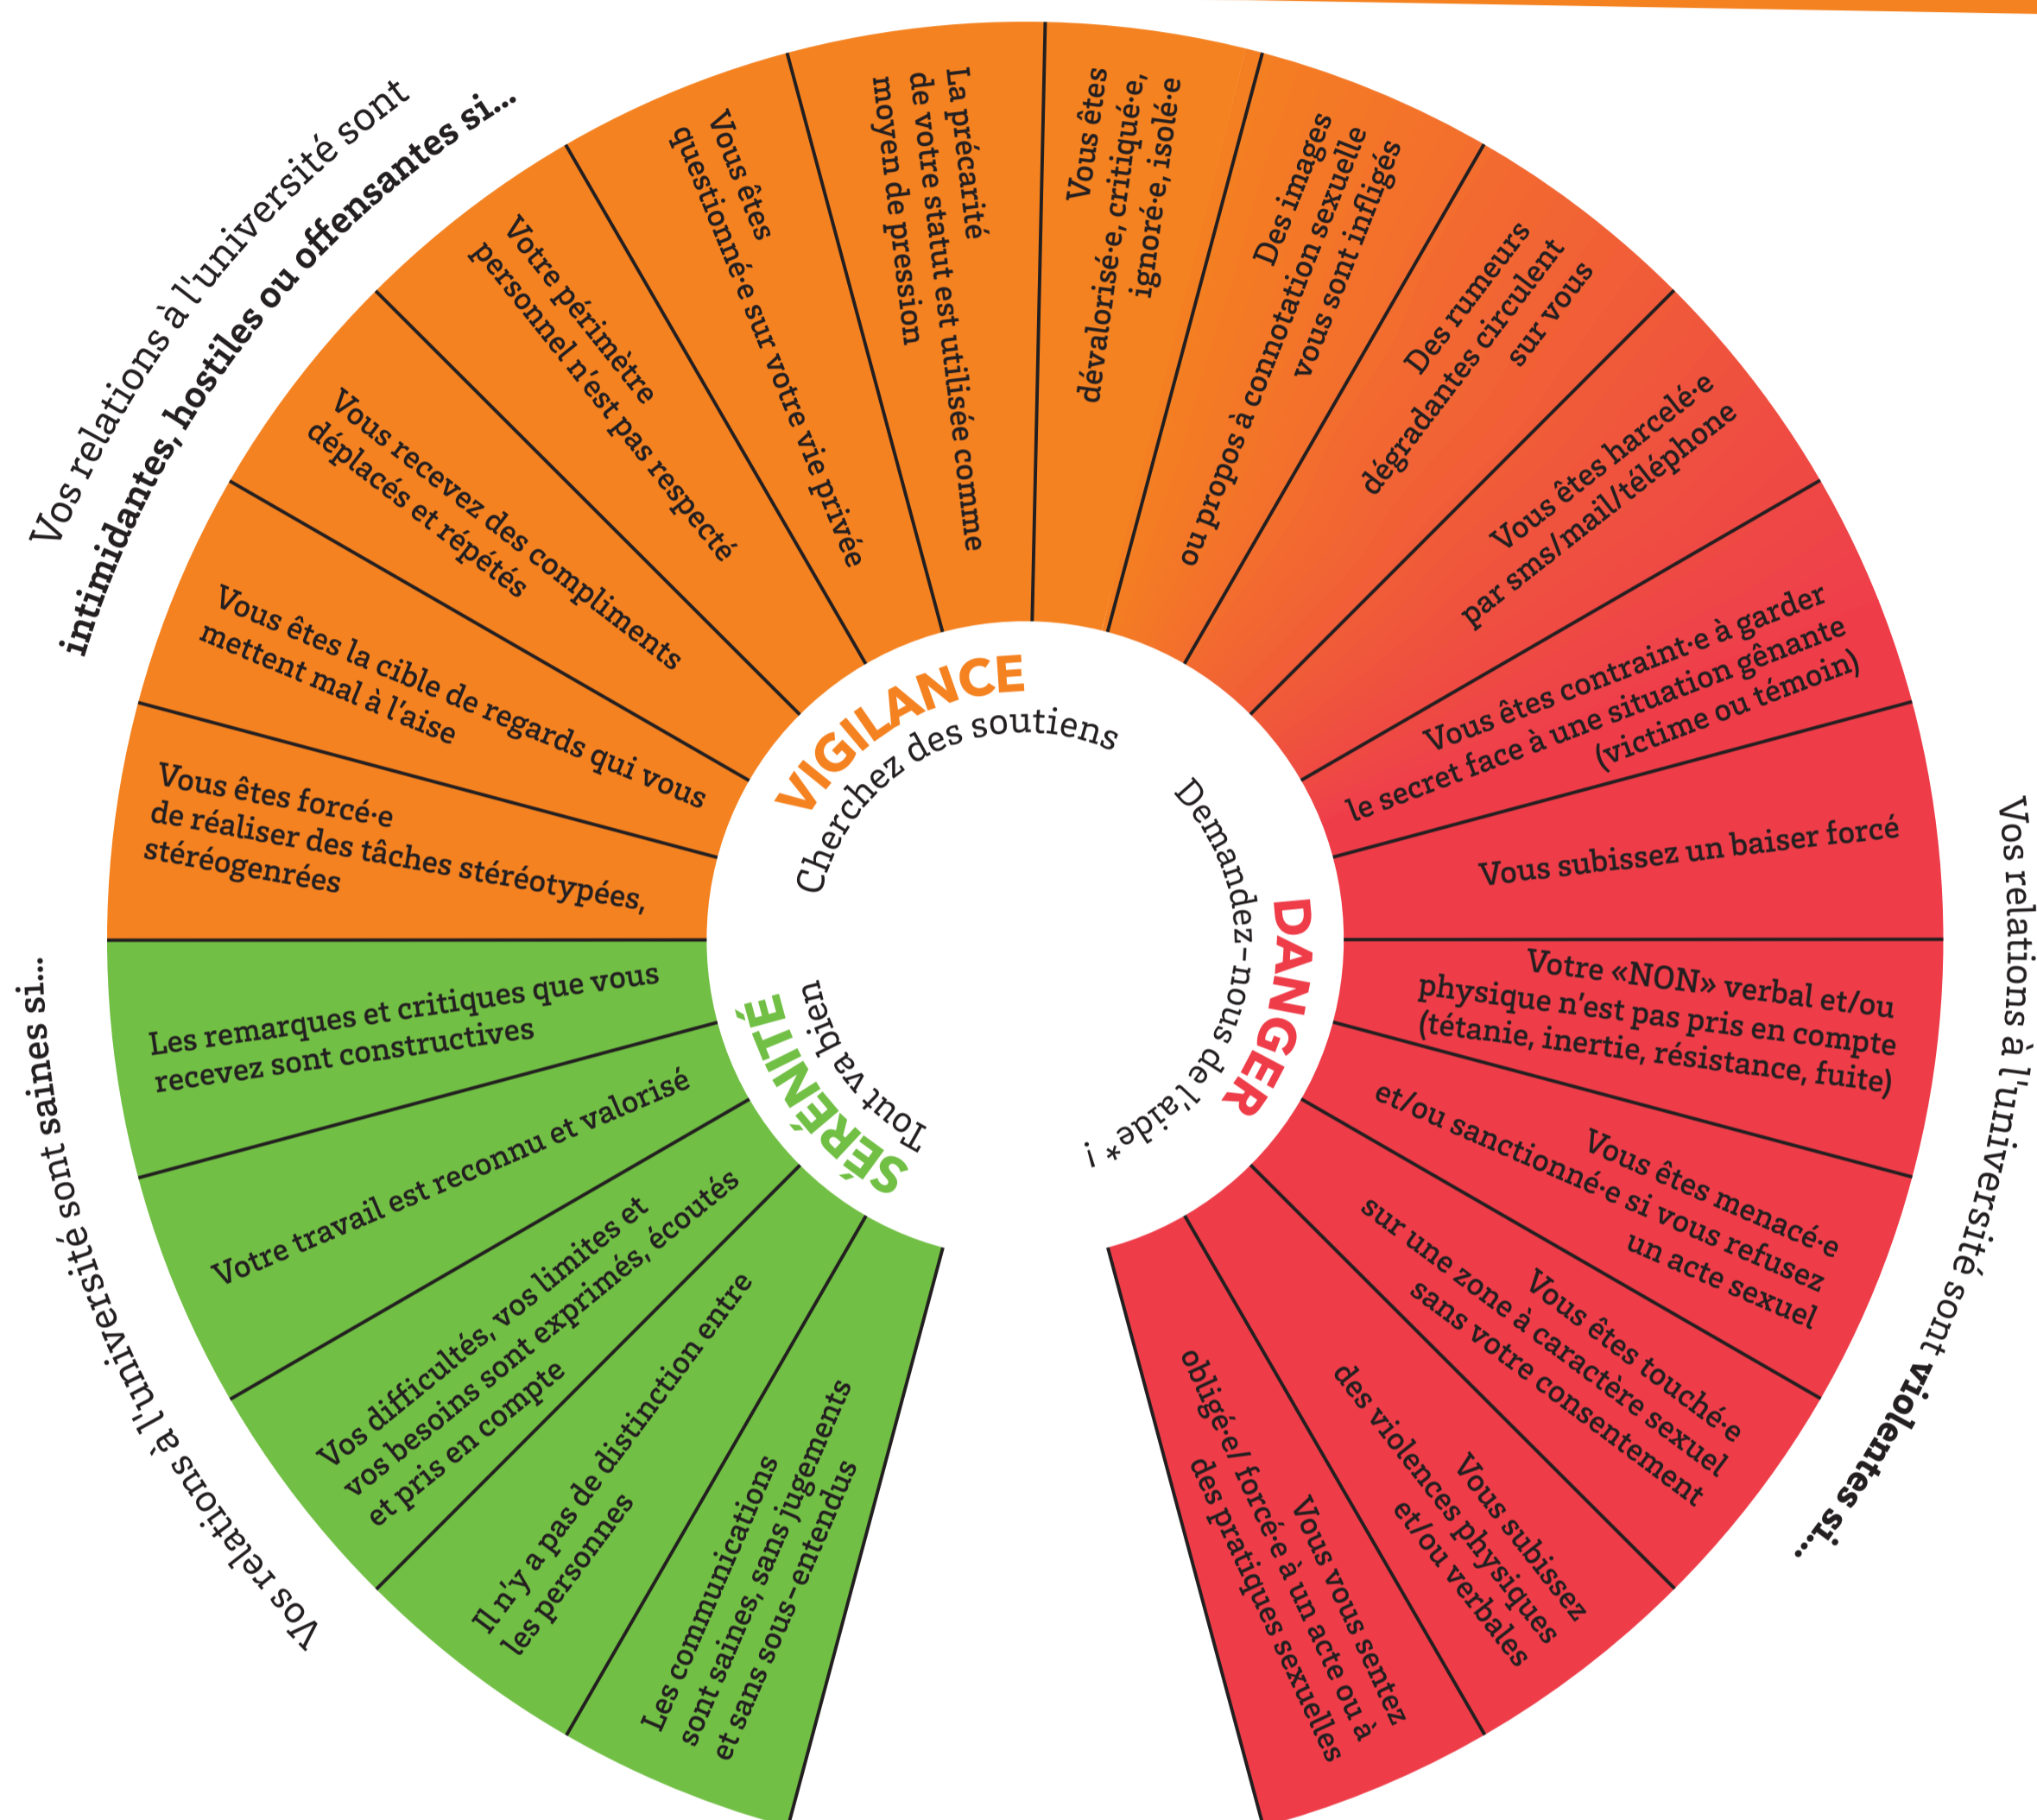 Vos relations à l'université sont saines si...
SÉRÉNITÉ
Tout va bien
Les communications
sont saines, sans jugements
et sans sous-entendus
Il n'y a pas de distinction entre
les personnes
Vos difficultés, vos limites et
vos besoins sont exprimés, écoutés
et pris en compte
Votre travail est reconnu et valorisé
Les remarques et critiques que vous
recevez sont constructives
Vos relations à l'université sont
intimidantes, hostiles ou offensantes si...
VIGILANCE
Cherchez des soutiens
Vous êtes forcé·e
de réaliser des tâches stéréotypées,
stéréogenrées
Vous êtes la cible de regards qui vous
mettent mal à l’aise
Vous recevez des compliments
déplacés et répétés
Votre périmètre
personnel n'est pas respecté
Vous êtes
questionné·e sur votre vie privée
La précarité
de votre statut est utilisée comme
moyen de pression
Vous êtes
dévalorisé·e, critiqué·e,
ignoré·e, isolé·e
Des images
ou propos à connotation sexuelle
vous sont infligés
Des rumeurs
dégradantes circulent
sur vous
Vous êtes harcelé·e
par sms/mail/téléphone
Vous êtes contraint·e à garder
le secret face à une situation gênante
(victime ou témoin)
Vous subissez un baiser forcé
Vos relations à l'université sont violentes si...
DANGER
Demandez-nous de l'aide* !
Votre «NON» verbal et/ou
physique n’est pas pris en compte
(tétanie, inertie, résistance, fuite)
Vous êtes menacé·e
et/ou sanctionné·e si vous refusez
un acte sexuel
Vous êtes touché·e
sur une zone à caractère sexuel
sans votre consentement
Vous subissez
des violences physiques
et/ou verbales
Vous vous sentez
obligé·e/ forcé·e à un acte ou à
des pratiques sexuelles